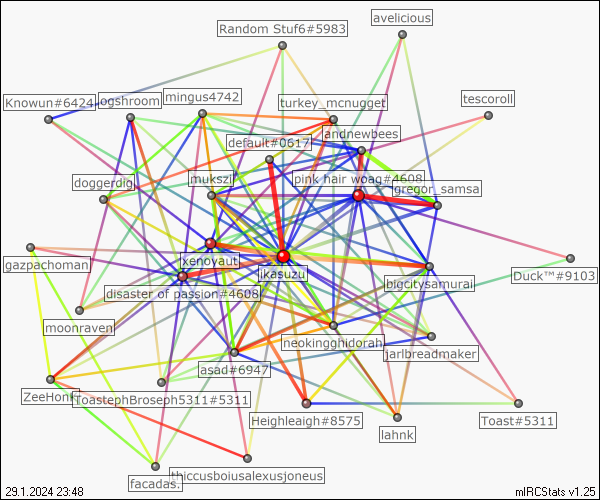 avelicious
Random Stuf6#5983
mingus4742
tescoroll
Knowun#6424
ogshroom
turkey_mcnugget
andnewbees
default#0617
doggerdig
mukszi
pink hair woag#4608
gregor_samsa
gazpachoman
xenoyaut
ikasuzu
Duck™#9103
disaster of passion#4608
bigcitysamurai
moonraven
neokingghidorah
jarlbreadmaker
asad#6947
ZeeHonk
ToastephBroseph5311#5311
Heighleaigh#8575
Toast#5311
lahnk
thiccusboiusalexusjoneus
facadas.
29.1.2024 23:48
mIRCStats v1.25